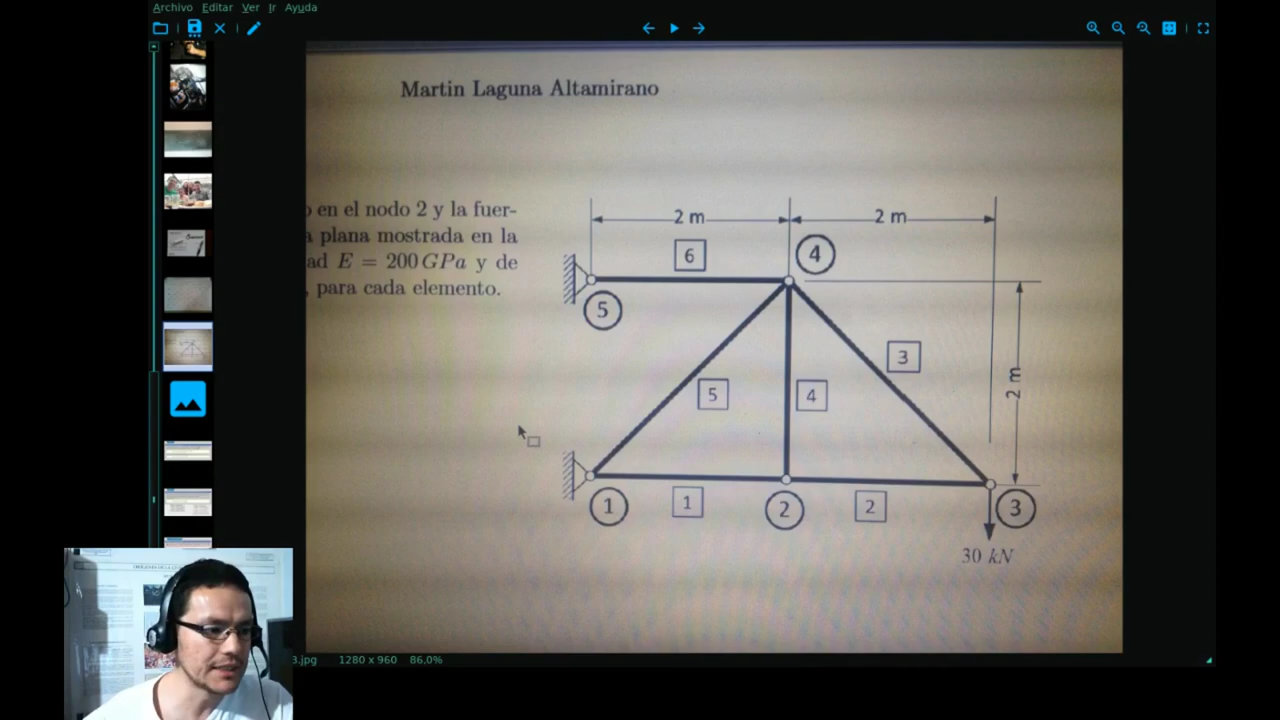 Archivo Editar Ver Ir Ayuda
Martin Laguna Altamirano
en el nodo 2 y la fuer-
plana mostrada en la
E = 200 GPa y de
, para cada elemento.
2 m 2 m
6 4
5
3
5 4
2 m
1 1 2 2 3
30 kN
3.jpg 1280 x 960 86,0%